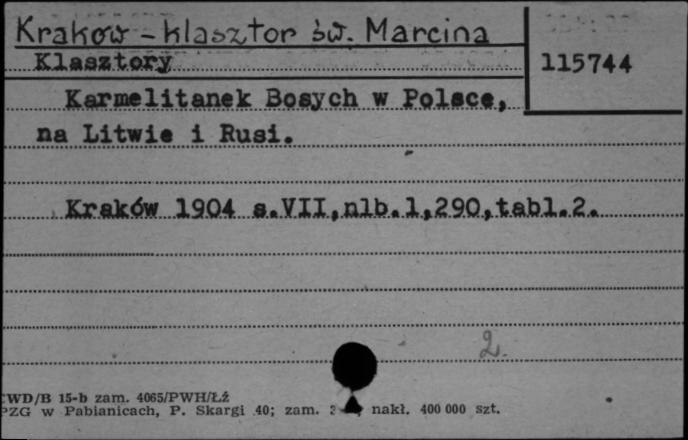 Kraków - klasztor św. Marcina
Klasztory
115744
Karmelitanek Bosych w Polsce,
na Litwie i Rusi.
Kraków 1904 s.VII,nlb.1,290,tabl.2.
2.
WD/B 15-b zam. 4065/PWH/Łź
PZG w Pabianicach, P. Skargi 40; zam. nakł. 400 000 szt.